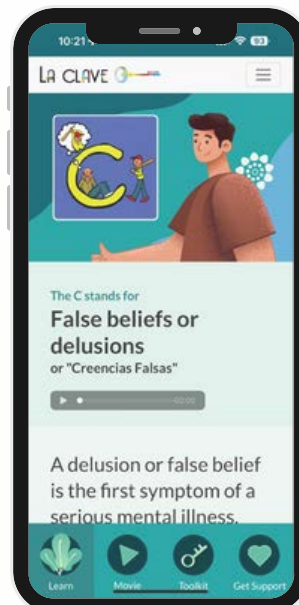 10:21
93
LA CLAVE
C
The C stands for
False beliefs or
delusions
or "Creencias Falsas"
00:00
A delusion or false belief
is the first symptom of a
serious mental illness.
Learn
Movie
Toolkit
Get Support